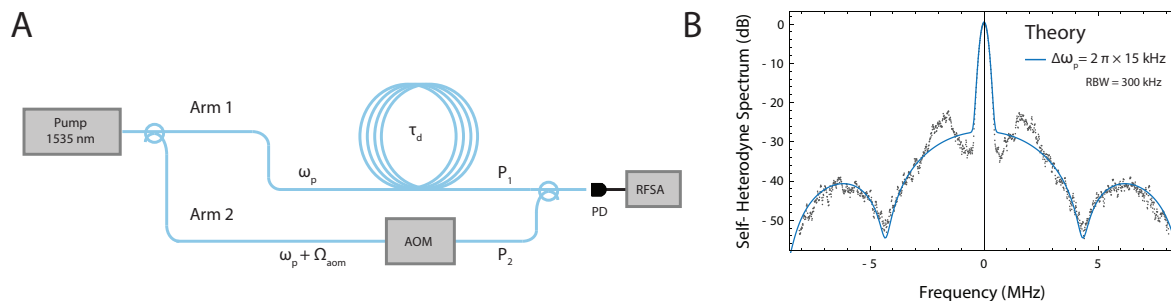 A
Pump
1535 nm
Arm 1
τd
ωp
P1
PD
RFSA
Arm 2
AOM
ωp + Ωaom
P2
B
Self- Heterodyne Spectrum (dB)
0
- 10
- 20
- 30
- 40
- 50
Theory
Δωp = 2 π × 15 kHz
RBW = 300 kHz
- 5
0
5
Frequency (MHz)